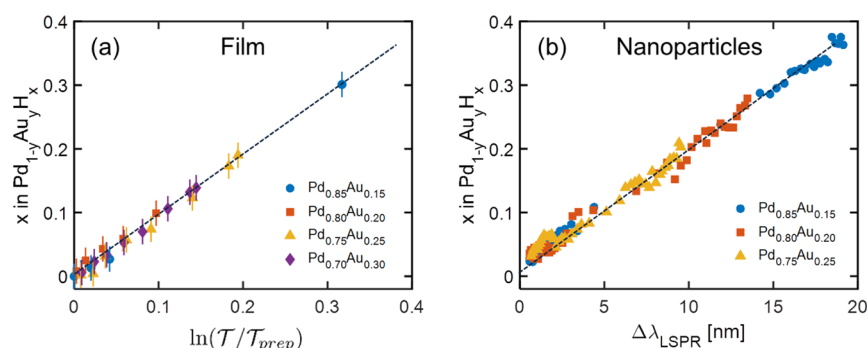 (a) Film
x in Pd1-yAuyHx
0.4
0.3
0.2
0.1
0
Pd0.85Au0.15
Pd0.80Au0.20
Pd0.75Au0.25
Pd0.70Au0.30
0 0.1 0.2 0.3 0.4
ln(T/Tprep)
(b) Nanoparticles
x in Pd1-yAuyHx
0.4
0.3
0.2
0.1
0
Pd0.85Au0.15
Pd0.80Au0.20
Pd0.75Au0.25
0 5 10 15 20
ΔλLSPR [nm]